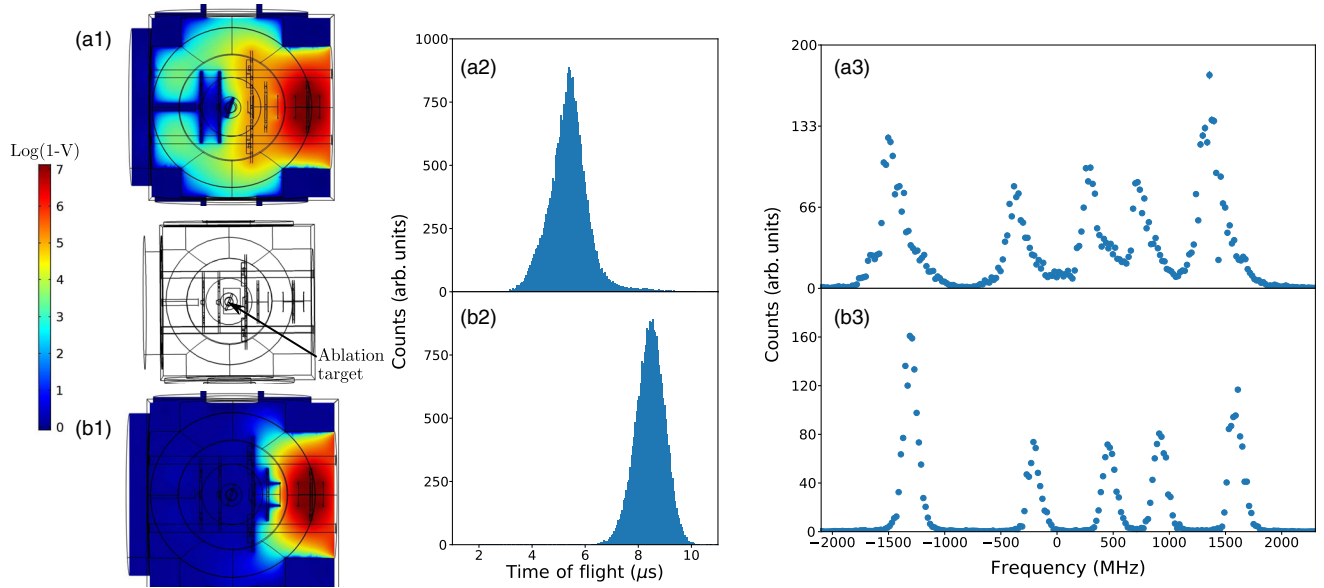 (a1)
Log(1-V)
7
6
5
4
3
2
1
0
Ablation
target
(b1)
1000
750
500
250
0
(a2)
Counts (arb. units)
750
500
250
0
(b2)
2
4
6
8
10
Time of flight (μs)
200
133
66
0
(a3)
Counts (arb. units)
160
120
80
40
0
(b3)
−2000 −1500 −1000 −500 0 500 1000 1500 2000
Frequency (MHz)